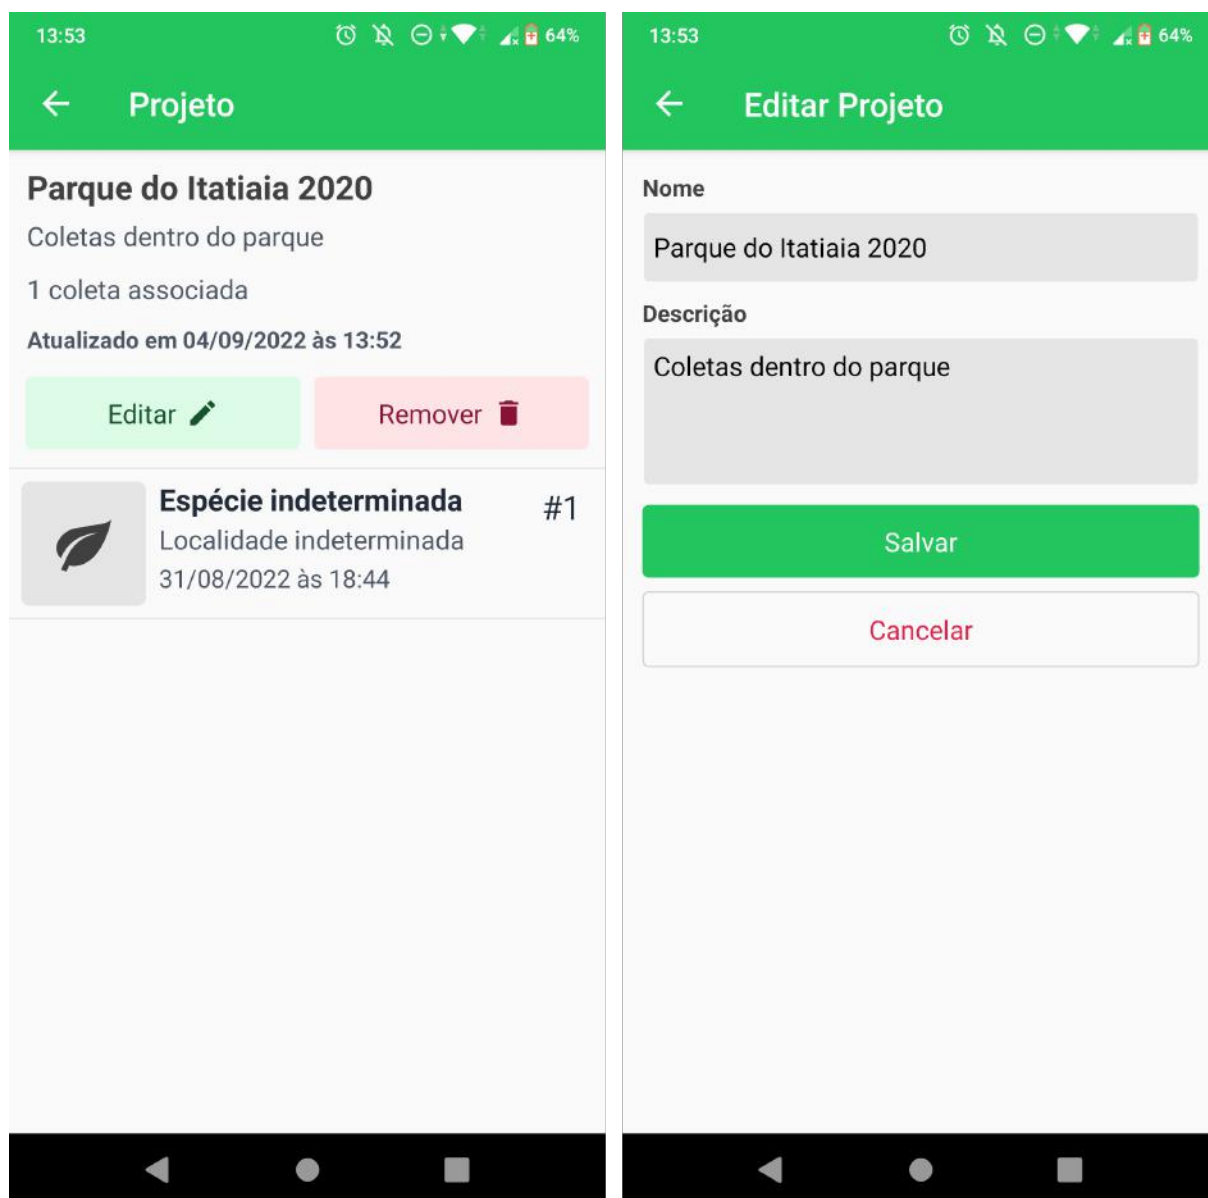 13:53
64%
Projeto
Parque do Itatiaia 2020
Coletas dentro do parque
1 coleta associada
Atualizado em 04/09/2022 às 13:52
Editar
Remover
Espécie indeterminada
#1
Localidade indeterminada
31/08/2022 às 18:44
13:53
64%
Editar Projeto
Nome
Parque do Itatiaia 2020
Descrição
Coletas dentro do parque
Salvar
Cancelar